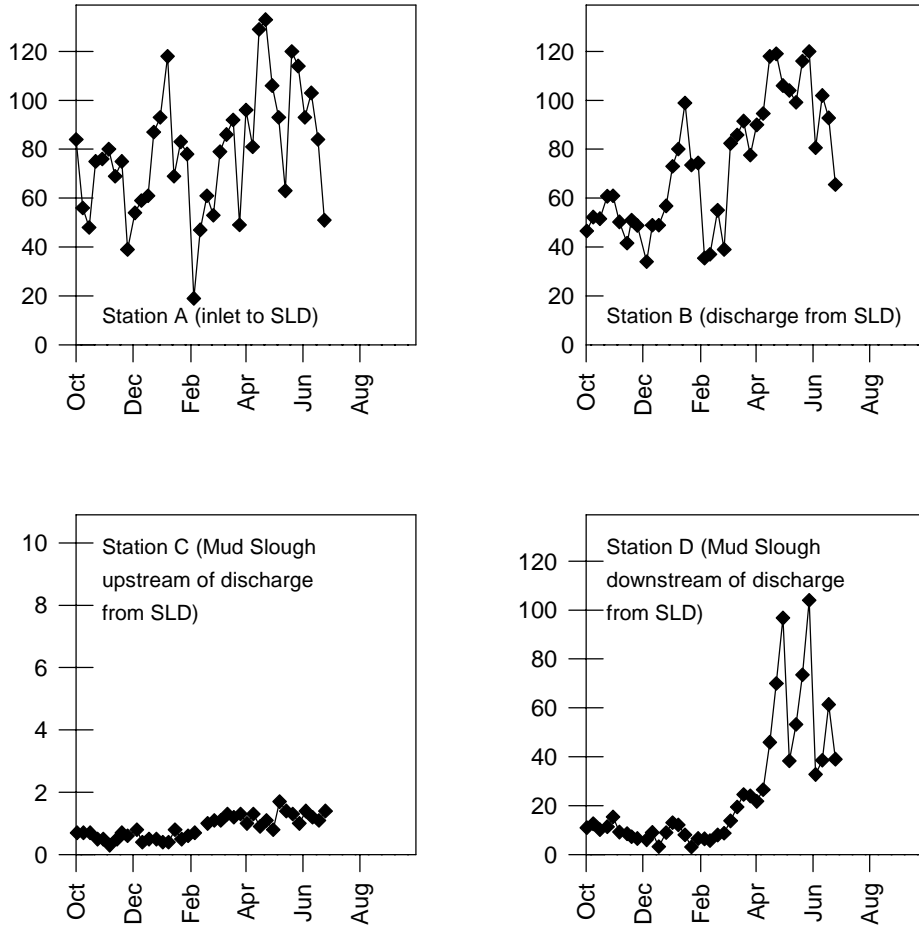 120
100
80
60
40
20
0
Station A (inlet to SLD)
Oct
Dec
Feb
Apr
Jun
Aug
120
100
80
60
40
20
0
Station B (discharge from SLD)
Oct
Dec
Feb
Apr
Jun
Aug
10
8
6
4
2
0
Station C (Mud Slough
upstream of discharge
from SLD)
Oct
Dec
Feb
Apr
Jun
Aug
120
100
80
60
40
20
0
Station D (Mud Slough
downstream of discharge
from SLD)
Oct
Dec
Feb
Apr
Jun
Aug